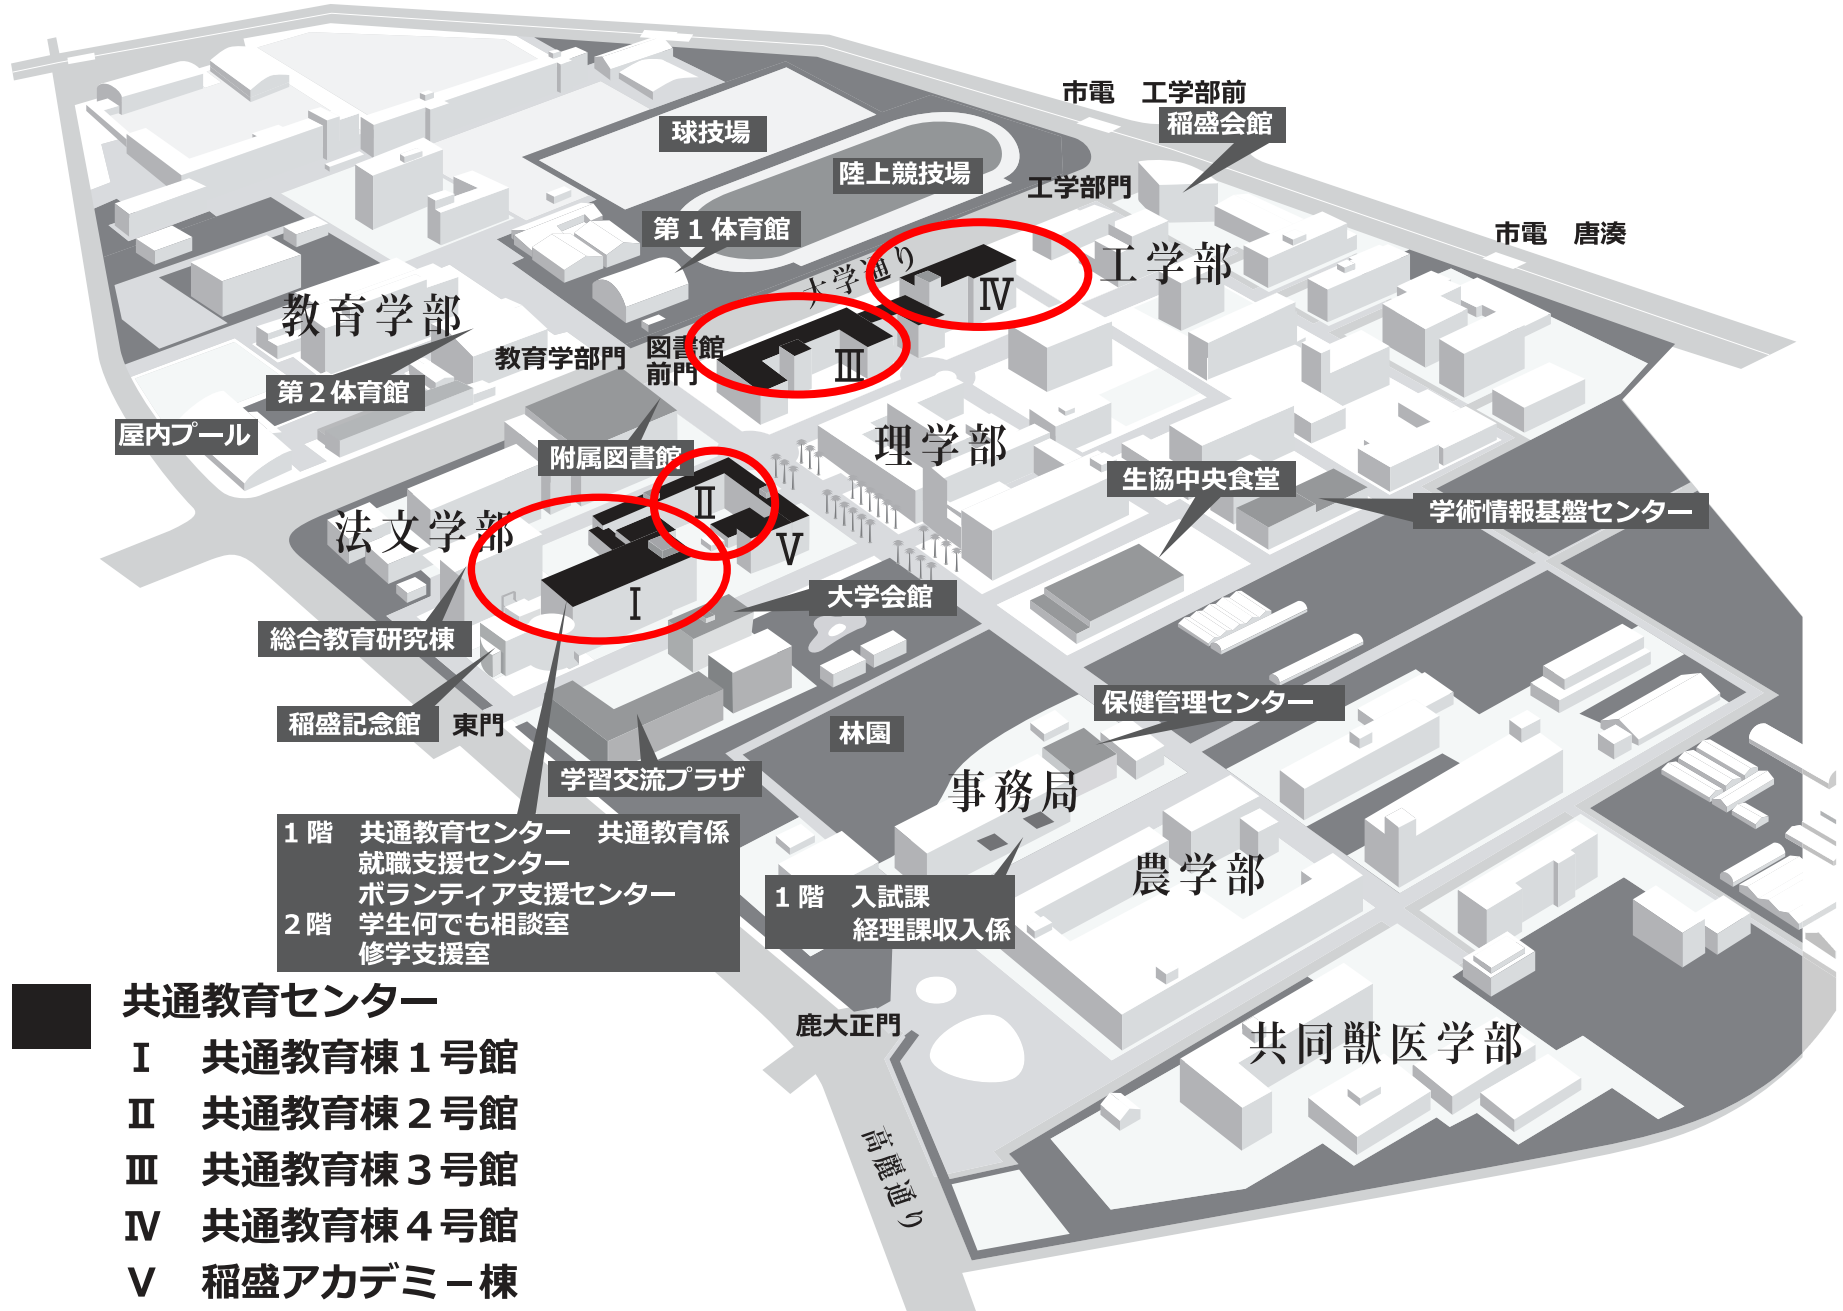 市電　工学部前
稲盛会館
球技場
陸上競技場
工学部門
第１体育館
市電　唐湊
大学通り
工学部
Ⅳ
教育学部
教育学部門
図書館
前門
Ⅲ
第２体育館
屋内プール
附属図書館
理学部
生協中央食堂
学術情報基盤センター
Ⅱ
法文学部
Ⅴ
Ⅰ
大学会館
総合教育研究棟
稲盛記念館
東門
林園
保健管理センター
学習交流プラザ
事務局
１階　共通教育センター　共通教育係
就職支援センター
ボランティア支援センター
２階　学生何でも相談室
修学支援室
１階　入試課
経理課収入係
農学部
鹿大正門
共同獣医学部
高麗通り
共通教育センター
Ⅰ　共通教育棟１号館
Ⅱ　共通教育棟２号館
Ⅲ　共通教育棟３号館
Ⅳ　共通教育棟４号館
Ⅴ　稲盛アカデミー棟